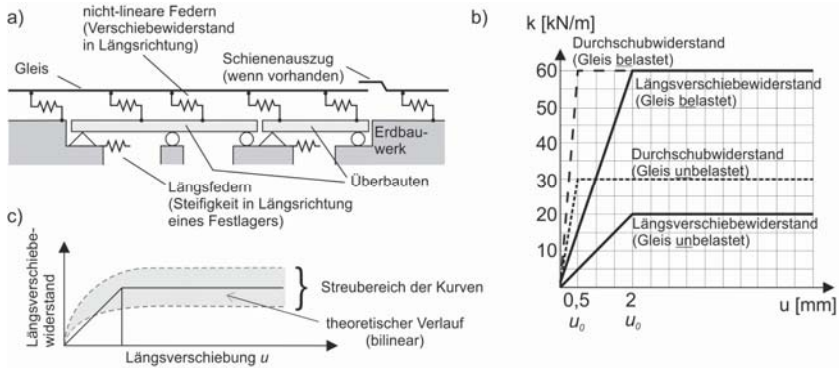 a)
nicht-lineare Federn
(Verschiebewiderstand
in Längsrichtung)
Gleis
Schienenauszug
(wenn vorhanden)
Erdbau-
werk
Längsfedern
(Steifigkeit in Längsrichtung
eines Festlagers)
Überbauten
b)
k [kN/m]
Durchschubwiderstand
(Gleis belastet)
60
Längsverschiebewiderstand
(Gleis belastet)
50
40
Durchschubwiderstand
(Gleis unbelastet)
30
20
Längsverschiebewiderstand
(Gleis unbelastet)
10
0,5 2 u [mm]
u₀ u₀
c)
Längsverschiebe-
widerstand
Streubereich der Kurven
theoretischer Verlauf
(bilinear)
Längsverschiebung u